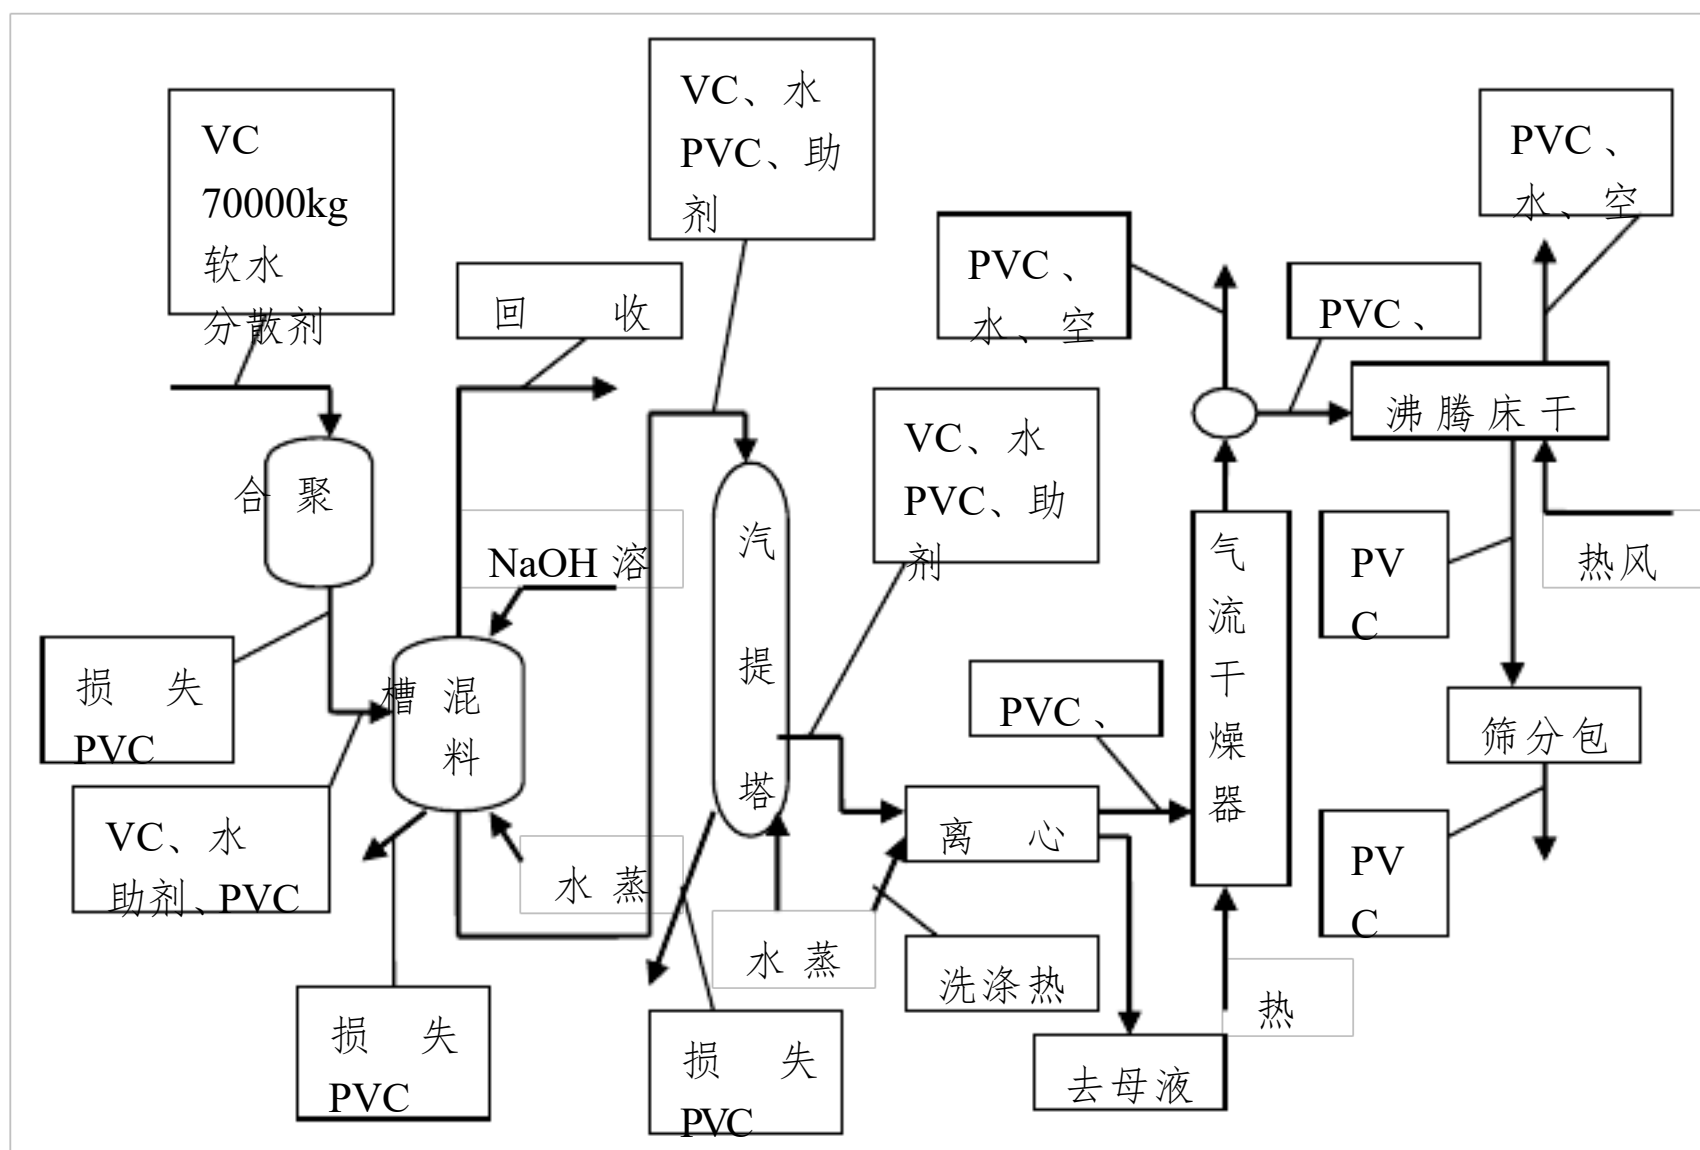 VC
70000kg
软水
分散剂
VC、水
PVC、助
剂
PVC、
水、空
回 收
PVC、
水、空
PVC、
沸腾床干
合 聚
VC、水
PVC、助
剂
NaOH 溶
汽
提
塔
气
流
干
燥
器
PV
C
热风
损 失
PVC
槽 混
料
PVC、
筛分包
VC、水
助剂、PVC
离 心
PV
C
水 蒸
水 蒸
洗涤热
热
损 失
PVC
损 失
PVC
去母液